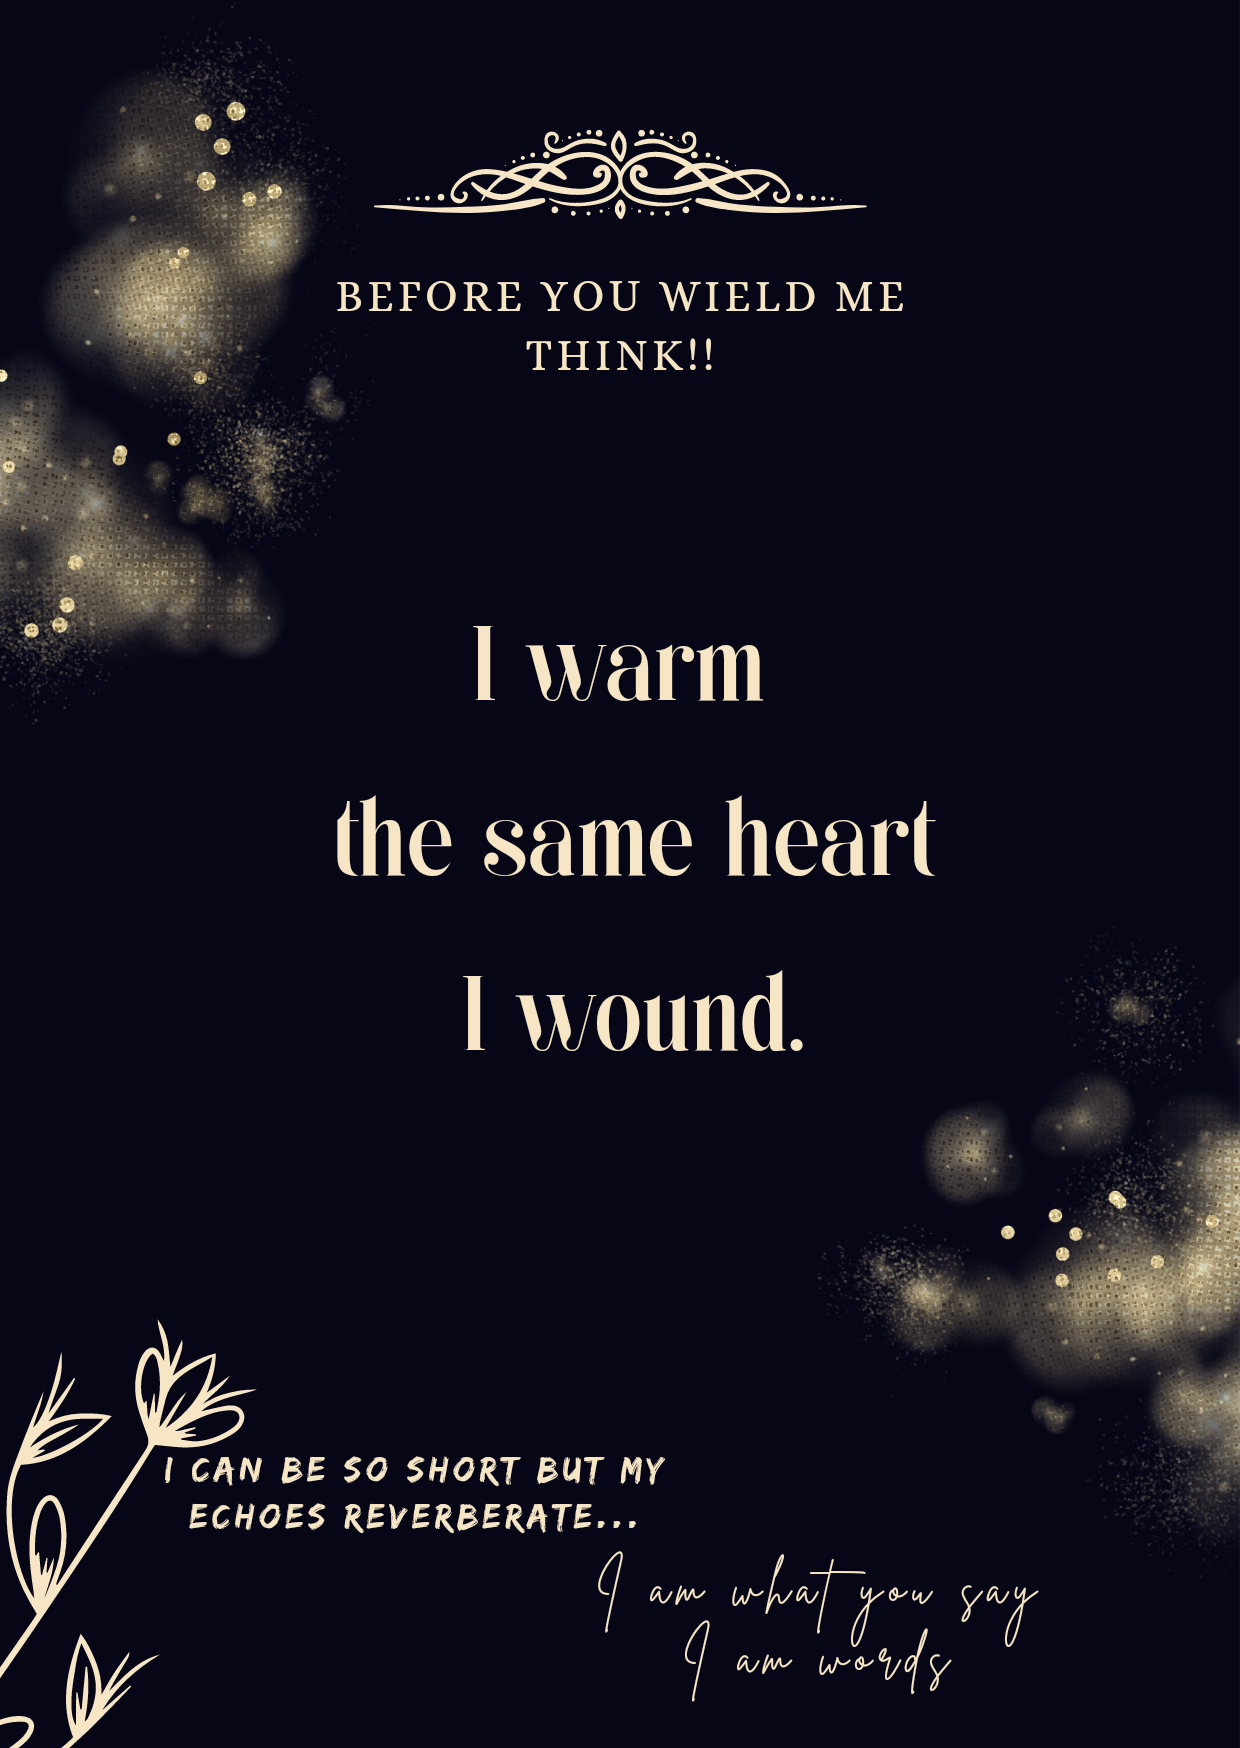 BEFORE YOU WIELD ME
THINK!!
I warm
the same heart
I wound.
I CAN BE SO SHORT BUT MY
ECHOES REVERBERATE...
I am what you say
I am words